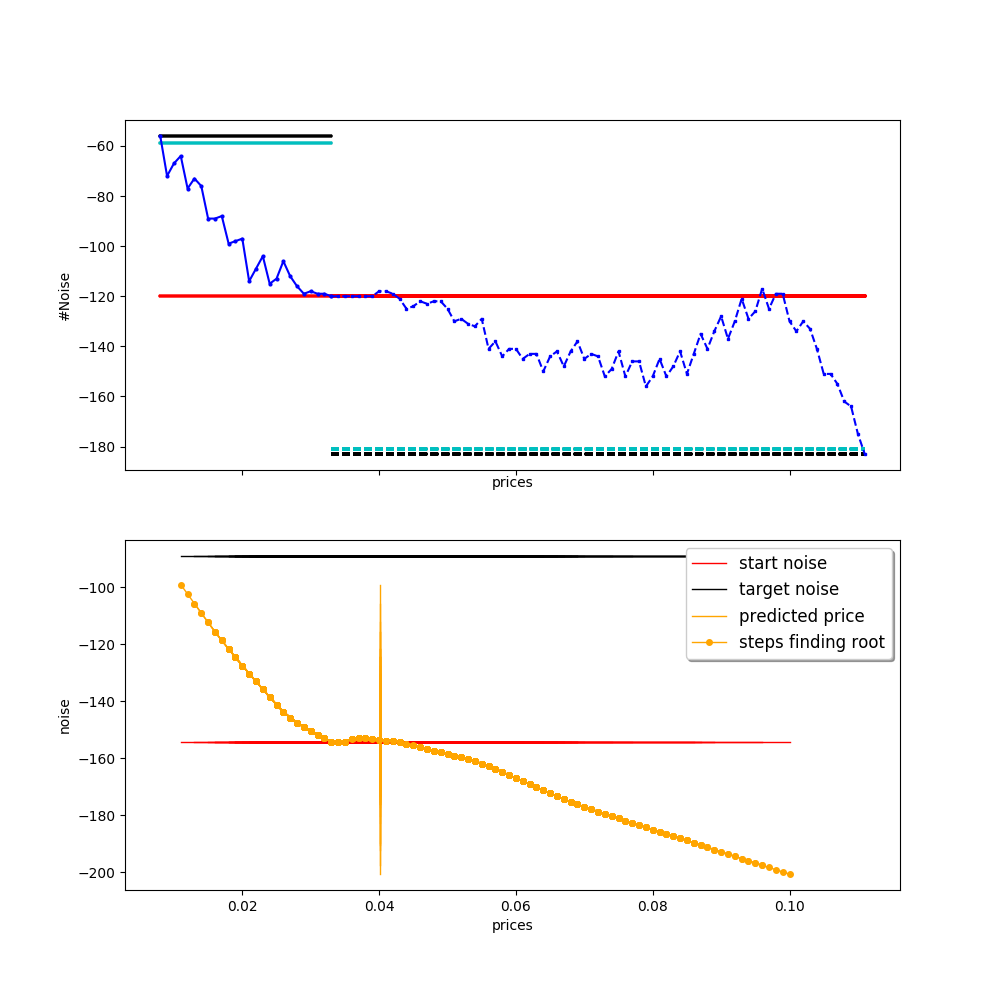 −60
−80
−100
−120
−140
−160
−180
#Noise
prices
−100
−120
−140
−160
−180
−200
noise
start noise
target noise
predicted price
steps finding root
0.02 0.04 0.06 0.08 0.10
prices